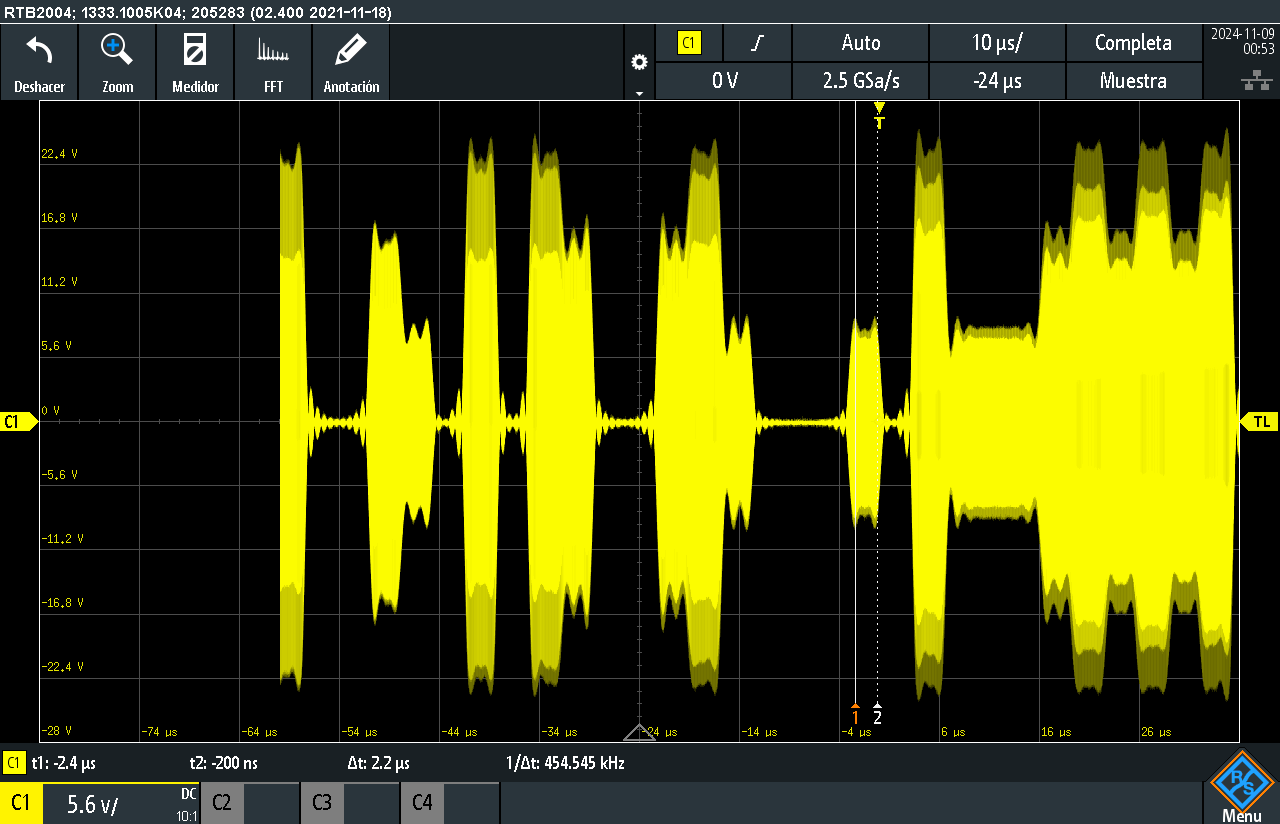 RTB2004; 1333.1005K04; 205283 (02.400 2021-11-18)
Deshacer
Zoom
Medidor
FFT
Anotación
C1
Auto
10 µs/
Completa
2024-11-09
00:53
0 V
2.5 GSa/s
-24 µs
Muestra
T
22.4 V
16.8 V
11.2 V
5.6 V
0 V
-5.6 V
-11.2 V
-16.8 V
-22.4 V
-28 V
C1
TL
1
2
-74 µs
-64 µs
-54 µs
-44 µs
-34 µs
-24 µs
-14 µs
-4 µs
6 µs
16 µs
26 µs
C1 t1: -2.4 µs
t2: -200 ns
Δt: 2.2 µs
1/Δt: 454.545 kHz
C1
5.6 V/
DC
10:1
C2
C3
C4
R S
Menu